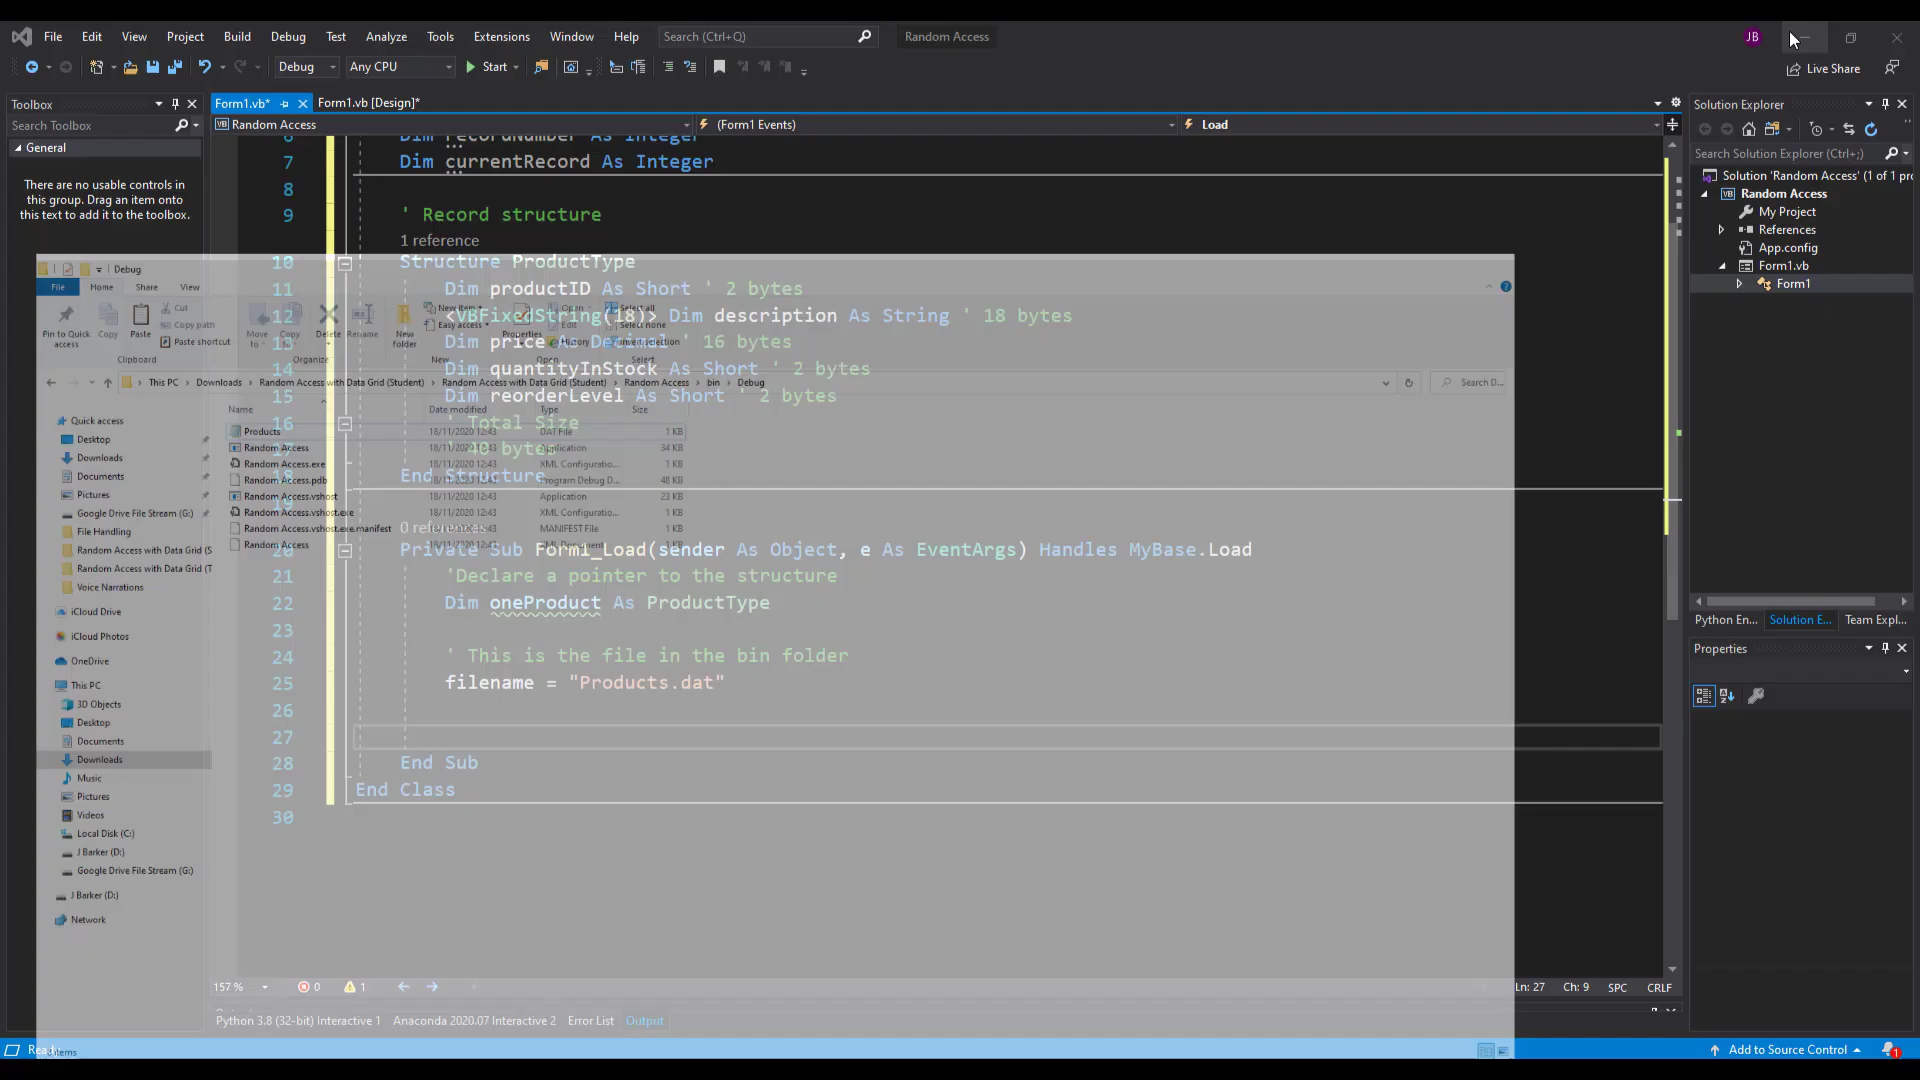 File Edit View Project Build Debug Test Analyze Tools Extensions Window Help Search (Ctrl+Q) Random Access JB
Debug Any CPU Start Live Share
Toolbox
Search Toolbox
General
There are no usable controls in
this group. Drag an item onto
this text to add it to the toolbox.
Form1.vb* Form1.vb [Design]*
Random Access (Form1 Events) Load
6 Dim recordNumber As Integer
7 Dim currentRecord As Integer
8
9 ' Record structure
1 reference
10 Structure ProductType
11 Dim productID As Short ' 2 bytes
12 <VBFixedString(18)> Dim description As String ' 18 bytes
13 Dim price As Decimal ' 16 bytes
14 Dim quantityInStock As Short ' 2 bytes
15 Dim reorderLevel As Short ' 2 bytes
16 ' Total Size
17 ' 40 bytes
18 End Structure
19
0 references
20 Private Sub Form1_Load(sender As Object, e As EventArgs) Handles MyBase.Load
21 'Declare a pointer to the structure
22 Dim oneProduct As ProductType
23
24 ' This is the file in the bin folder
25 filename = "Products.dat"
26
27
28 End Sub
29 End Class
30
Debug
File Home Share View
Pin to Quick
access
Copy
Paste
Cut
Copy path
Paste shortcut
Clipboard
Move
to
Copy
to
Delete
Rename
Organize
New
folder
New item
Easy access
New
Properties
Open
Edit
History
Open
Select all
Select none
Invert selection
Select
This PC Downloads Random Access with Data Grid (Student) Random Access with Data Grid (Student) Random Access bin Debug Search D...
Name Date modified Type Size
Products 18/11/2020 12:43 DAT File 1 KB
Random Access 18/11/2020 12:43 Application 34 KB
Random Access.exe 18/11/2020 12:43 XML Configuratio... 1 KB
Random Access.pdb 18/11/2020 12:43 Program Debug D... 48 KB
Random Access.vshost 18/11/2020 12:43 Application 23 KB
Random Access.vshost.exe 18/11/2020 12:43 XML Configuratio... 1 KB
Random Access.vshost.exe.manifest 18/11/2020 12:43 MANIFEST File 1 KB
Random Access 18/11/2020 12:43 XML Document 1 KB
Quick access
Desktop
Downloads
Documents
Pictures
Google Drive File Stream (G:)
File Handling
Random Access with Data Grid (S
Random Access with Data Grid (T
Voice Narrations
iCloud Drive
iCloud Photos
OneDrive
This PC
3D Objects
Desktop
Documents
Downloads
Music
Pictures
Videos
Local Disk (C:)
J Barker (D:)
Google Drive File Stream (G:)
J Barker (D:)
Network
items
Solution Explorer
Search Solution Explorer (Ctrl+;)
Solution 'Random Access' (1 of 1 pro
Random Access
My Project
References
App.config
Form1.vb
Form1
Python En... Solution E... Team Expl...
Properties
157 % 0 1 Ln: 27 Ch: 9 SPC CRLF
Python 3.8 (32-bit) Interactive 1 Anaconda 2020.07 Interactive 2 Error List Output
Add to Source Control 1